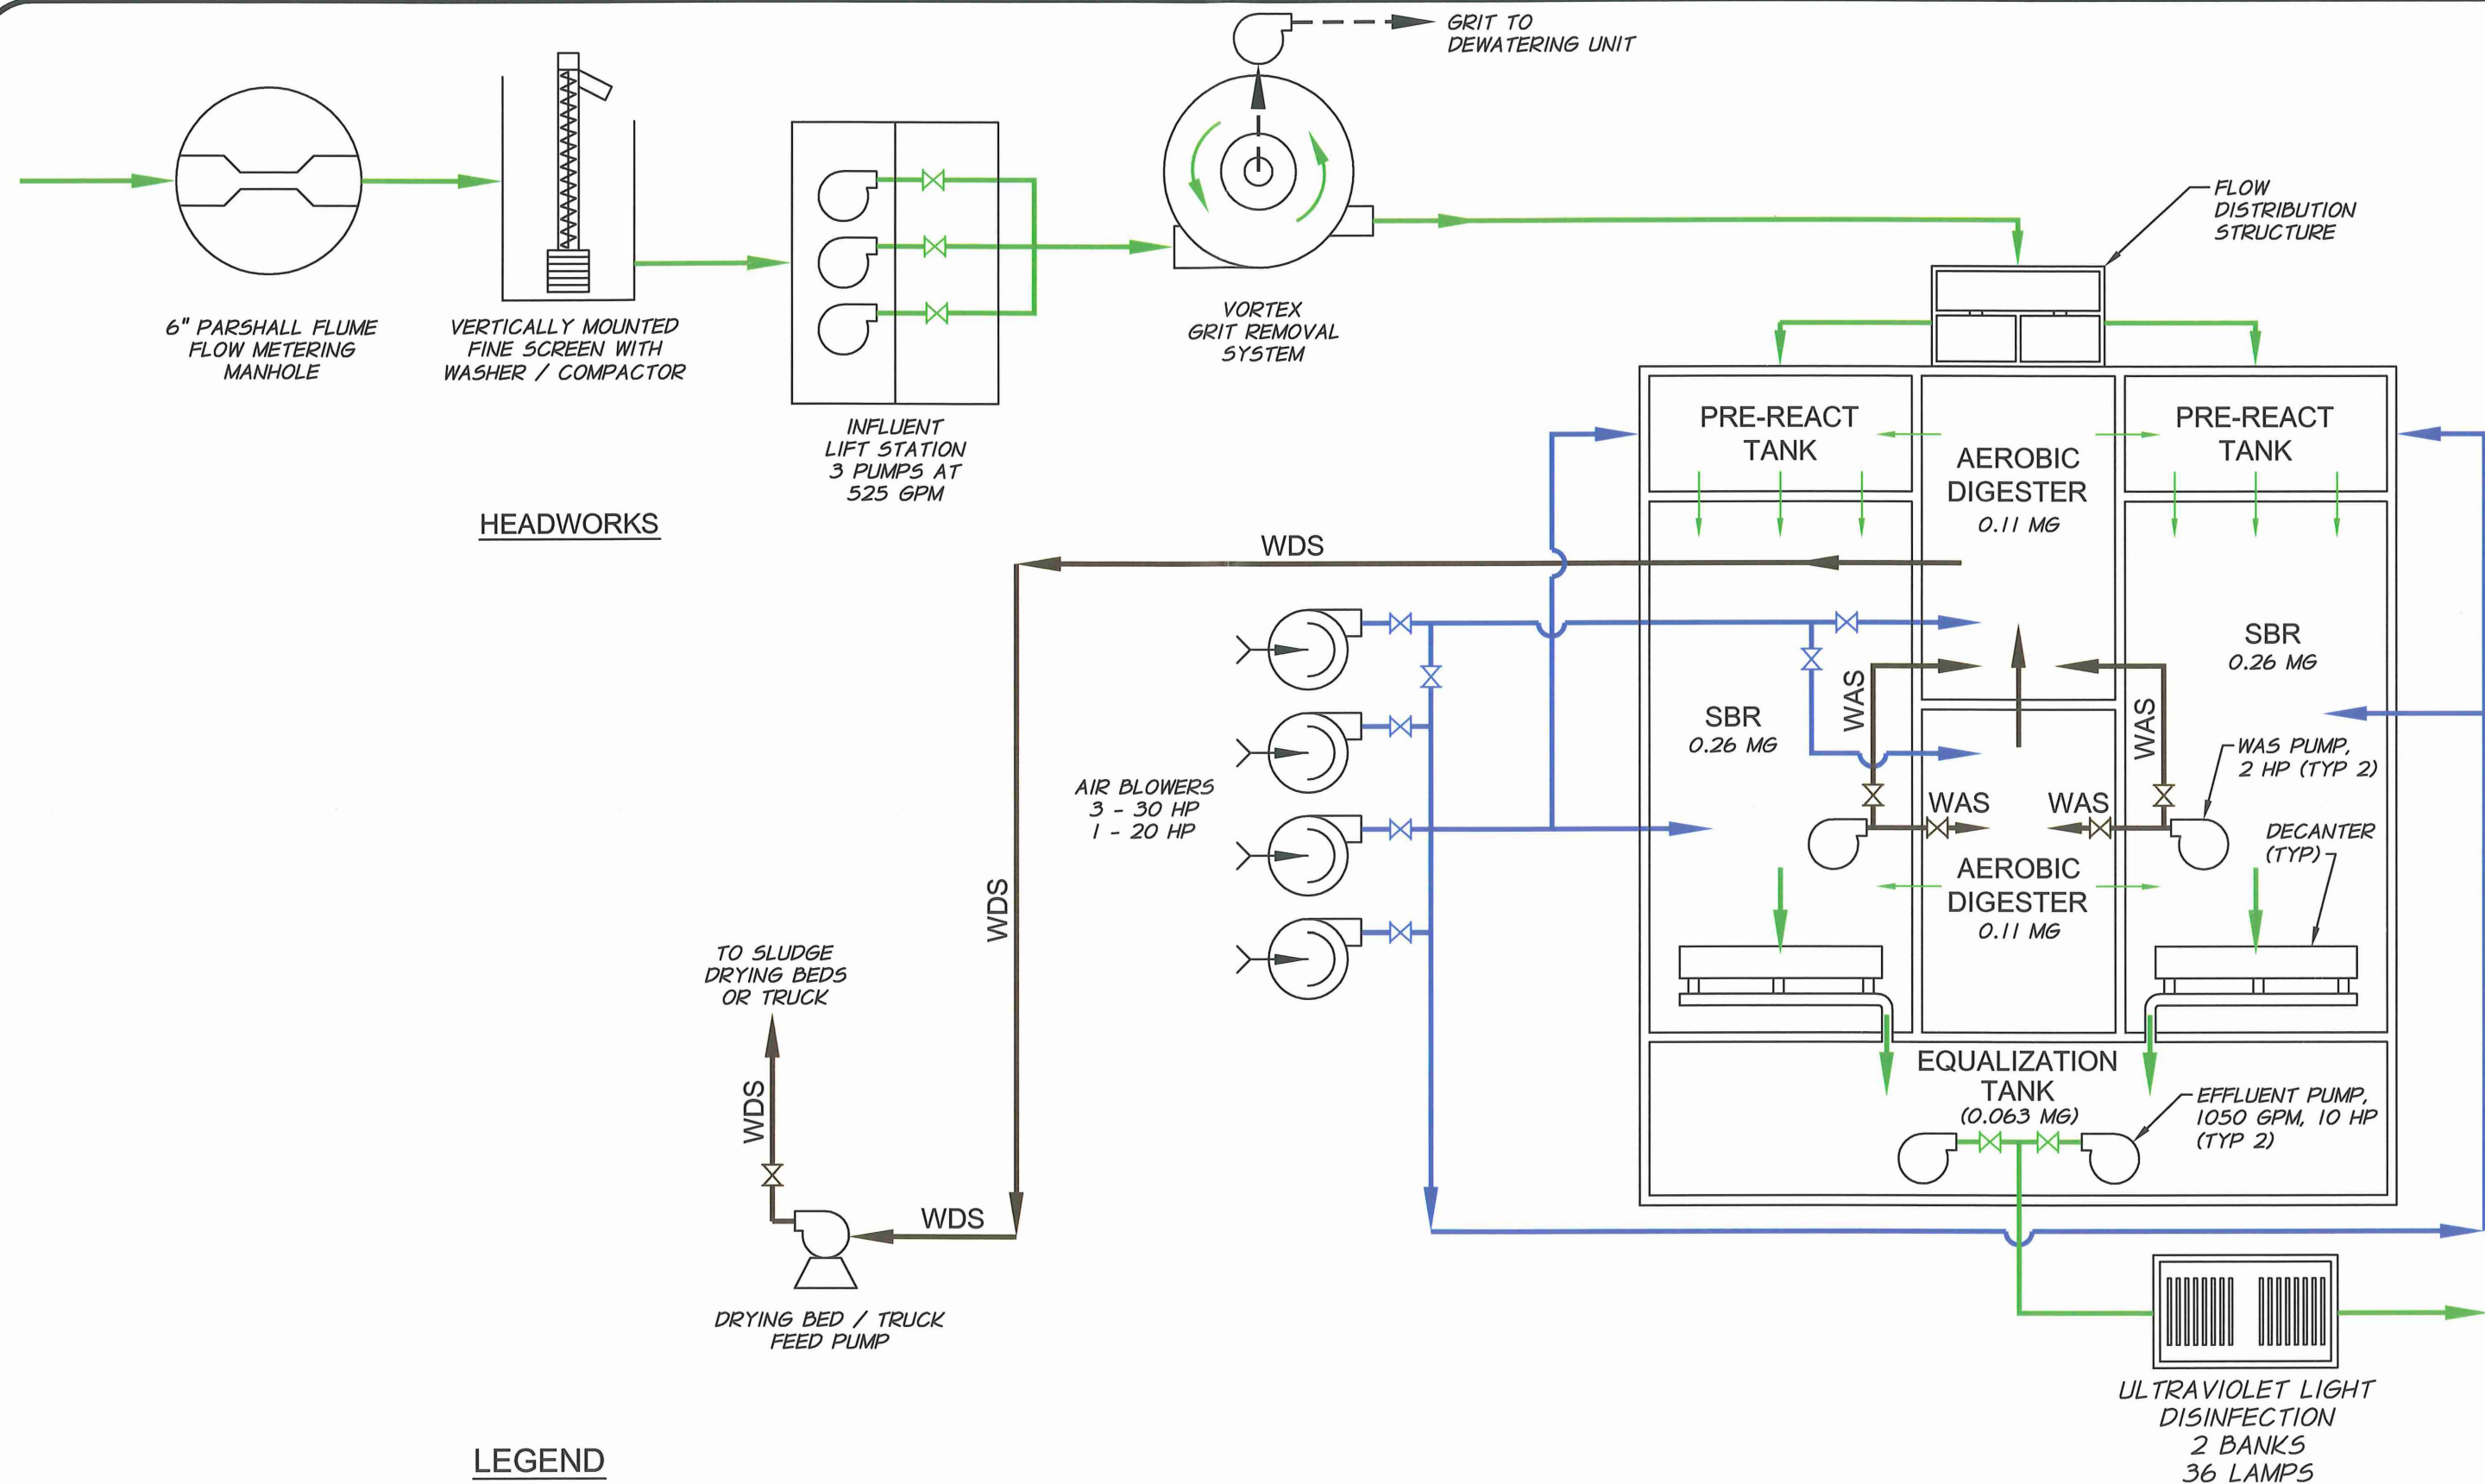 GRIT TO
DEWATERING UNIT
FLOW
DISTRIBUTION
STRUCTURE
6" PARSHALL FLUME
FLOW METERING
MANHOLE
VERTICALLY MOUNTED
FINE SCREEN WITH
WASHER / COMPACTOR
INFLUENT
LIFT STATION
3 PUMPS AT
525 GPM
VORTEX
GRIT REMOVAL
SYSTEM
HEADWORKS
PRE-REACT
TANK
AEROBIC
DIGESTER
0.11 MG
PRE-REACT
TANK
WDS
SBR
0.26 MG
SBR
0.26 MG
WAS
WAS
WAS PUMP,
2 HP (TYP 2)
AIR BLOWERS
3 - 30 HP
1 - 20 HP
WAS
WAS
DECANTER
(TYP)
AEROBIC
DIGESTER
0.11 MG
WDS
TO SLUDGE
DRYING BEDS
OR TRUCK
WDS
EQUALIZATION
TANK
(0.063 MG)
EFFLUENT PUMP,
1050 GPM, 10 HP
(TYP 2)
WDS
DRYING BED / TRUCK
FEED PUMP
ULTRAVIOLET LIGHT
DISINFECTION
2 BANKS
36 LAMPS
LEGEND